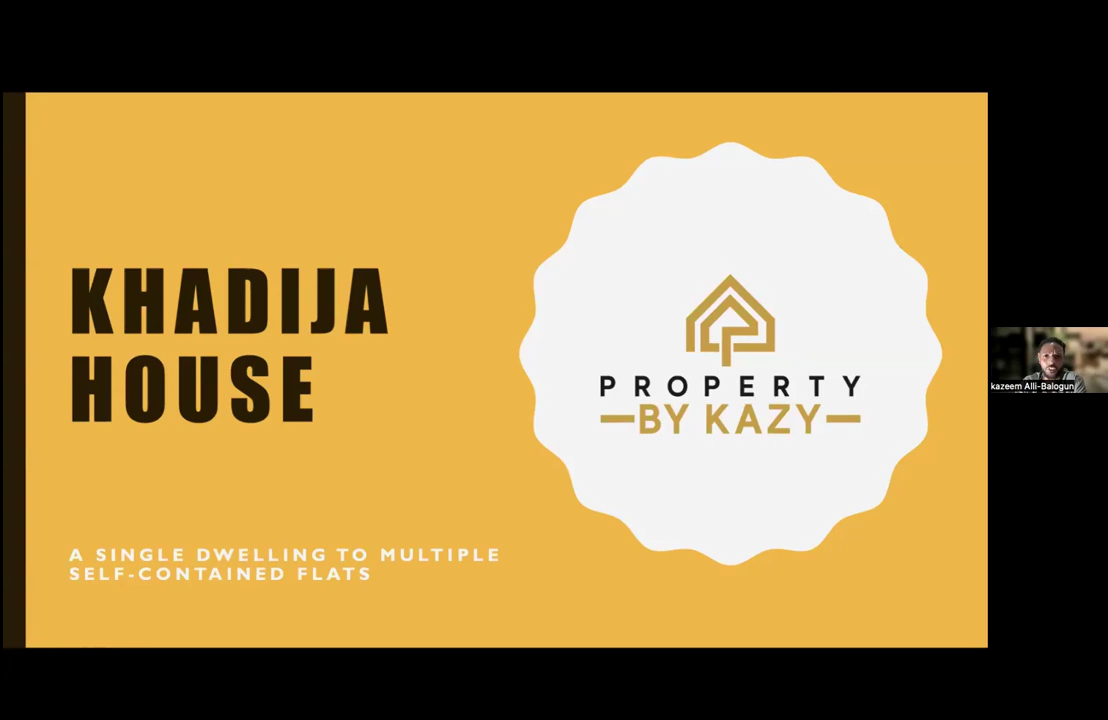 KHADIJA
HOUSE
A SINGLE DWELLING TO MULTIPLE
SELF-CONTAINED FLATS
PROPERTY
BY KAZY
kazeem Alli-Balogun